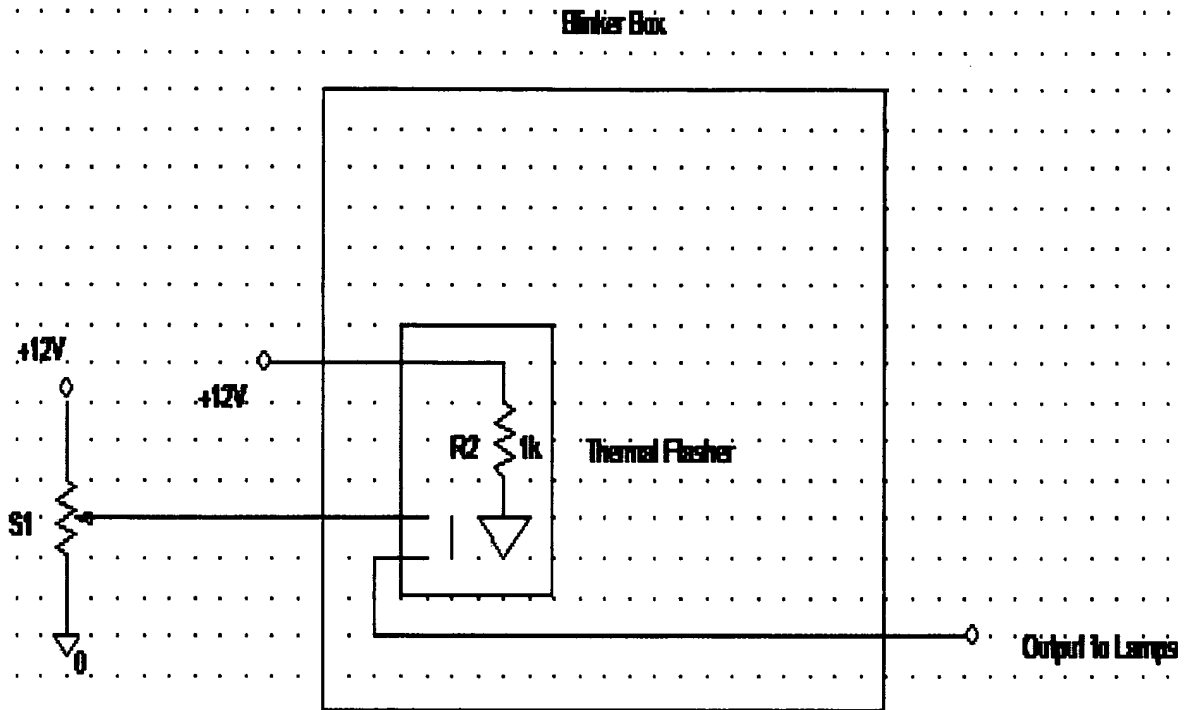 Blinker Box
+12V
+12V
R2 1k
Thermal Flasher
S1
0
Output To Lamps